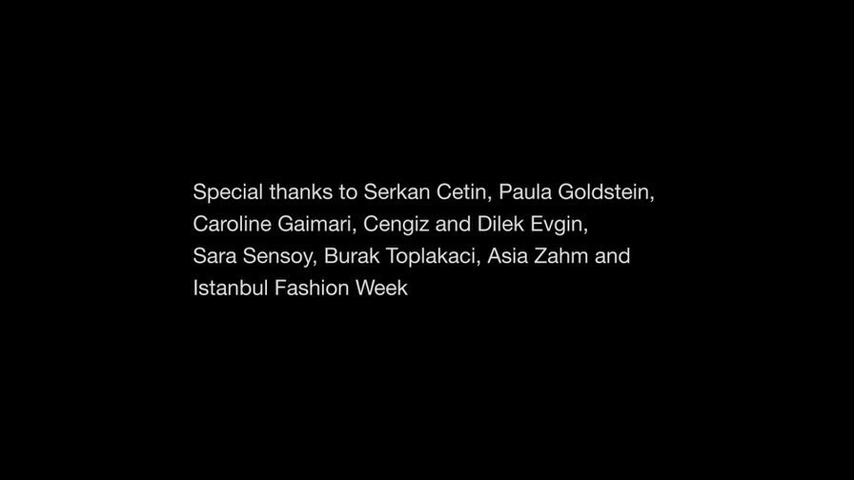 Special thanks to Serkan Cetin, Paula Goldstein,
Caroline Gaimari, Cengiz and Dilek Evgin,
Sara Sensoy, Burak Toplakaci, Asia Zahm and
Istanbul Fashion Week